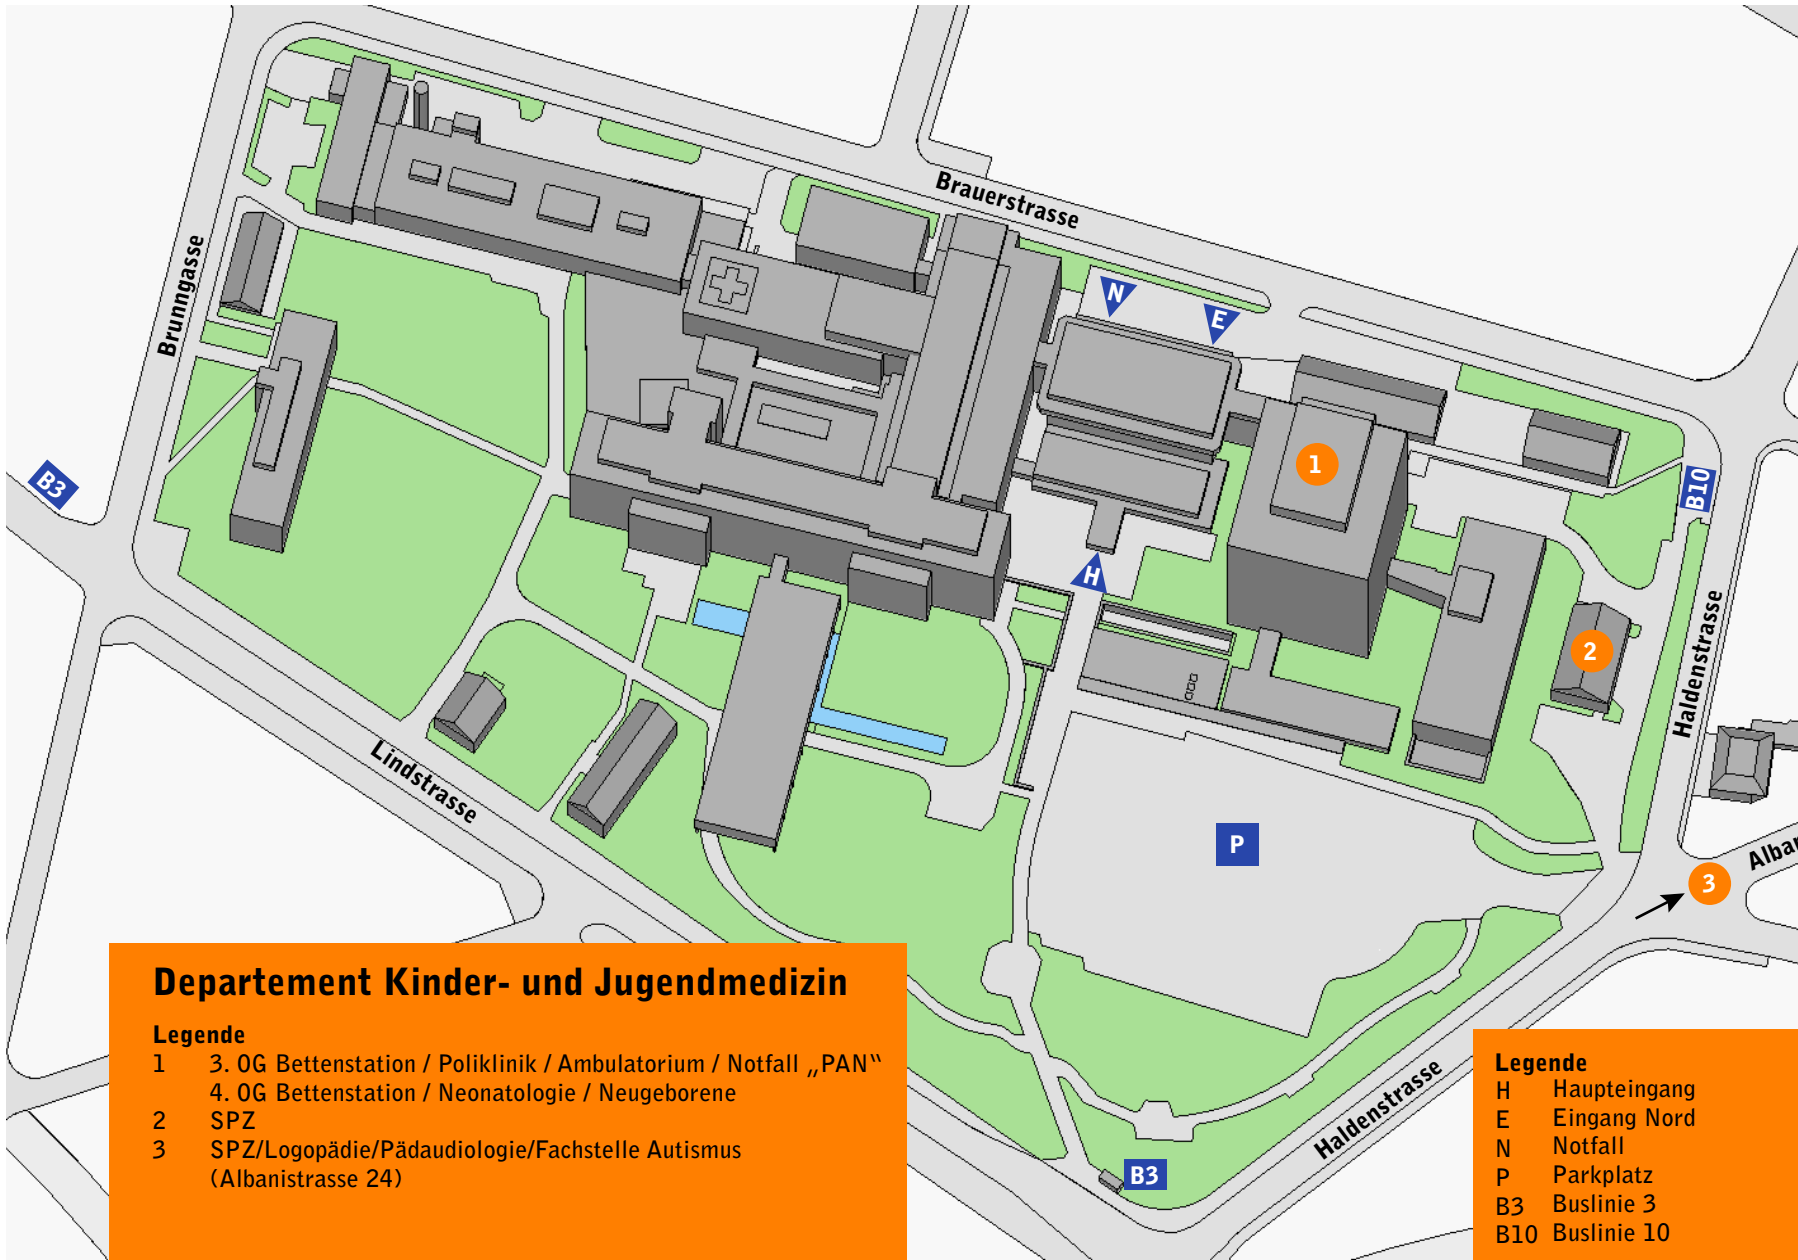 Brauerstrasse
N
E
Brunngasse
1
B3
B10
H
2
Haldenstrasse
Lindstrasse
P
Alban
3
Departement Kinder- und Jugendmedizin
Legende
1 3. OG Bettenstation / Poliklinik / Ambulatorium / Notfall „PAN“
4. OG Bettenstation / Neonatologie / Neugeborene
2 SPZ
3 SPZ/Logopädie/Pädaudiologie/Fachstelle Autismus
(Albanistrasse 24)
Haldenstrasse
B3
Legende
H Haupteingang
E Eingang Nord
N Notfall
P Parkplatz
B3 Buslinie 3
B10 Buslinie 10